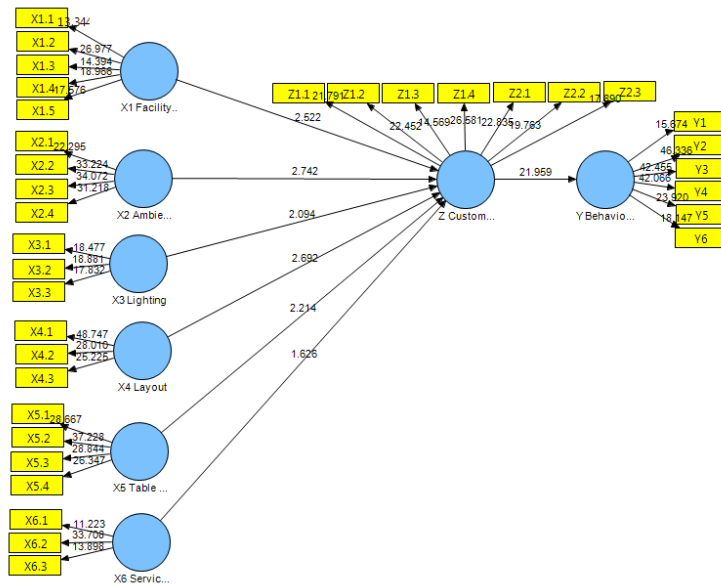 X1.1
13.344
X1.2
26.977
X1.3
14.394
X1.4
18.966
X1.5
17.576
X1 Facility...
2.522
X2.1
22.295
X2.2
33.224
X2.3
34.072
X2.4
31.218
X2 Ambie...
2.742
X3.1
18.477
X3.2
18.881
X3.3
17.832
X3 Lighting
2.094
X4.1
48.747
X4.2
28.010
X4.3
25.225
X4 Layout
2.692
X5.1
28.667
X5.2
37.228
X5.3
28.844
X5.4
26.347
X5 Table ...
2.214
X6.1
11.223
X6.2
33.708
X6.3
13.898
X6 Servic...
1.626
Z1.1
21.791
Z1.2
22.452
Z1.3
14.569
Z1.4
26.581
Z2.1
22.835
Z2.2
19.763
Z2.3
17.890
Z Custom...
21.959
Y Behavio...
Y1
15.674
Y2
46.336
Y3
42.455
Y4
42.066
Y5
23.920
Y6
18.147